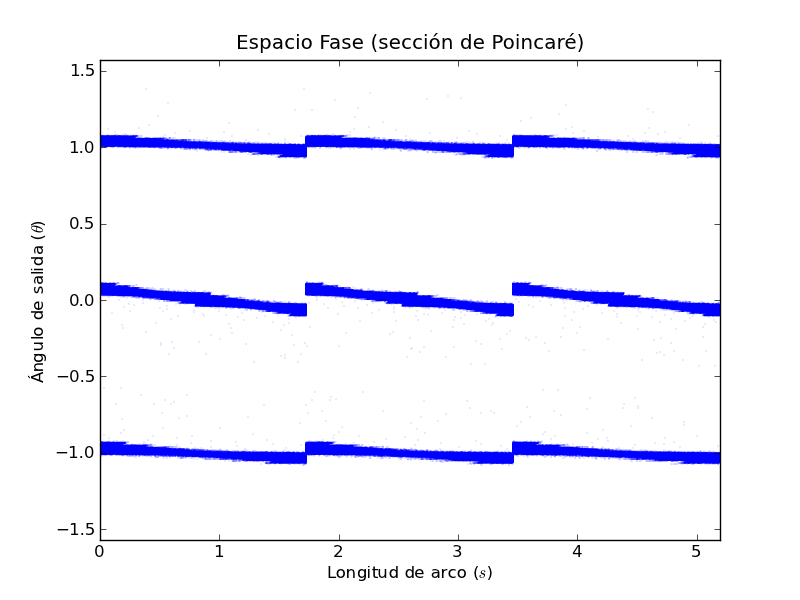 Espacio Fase (sección de Poincaré)
1.5
1.0
0.5
0.0
−0.5
−1.0
−1.5
Ángulo de salida (θ)
0 1 2 3 4 5
Longitud de arco (s)